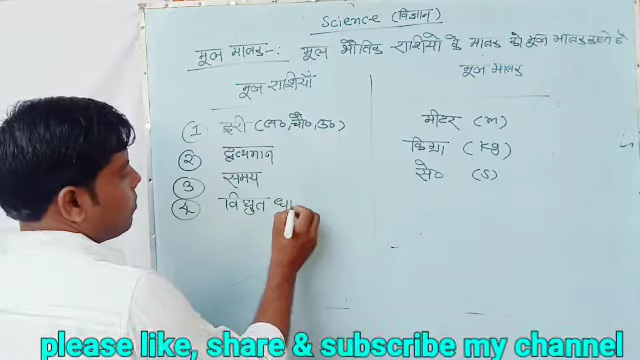 Science (विज्ञान)
मूल मात्रक-: मूल भौतिक राशियों के मात्रक को मूल मात्रक कहते हैं
मूल राशियाँ
मूल मात्रक
1 दूरी (ल०, चौ०, ऊ०) मीटर (m)
2 द्रव्यमान किग्रा (kg)
3 समय से० (S)
4 विधुत धा
please like, share & subscribe my channel